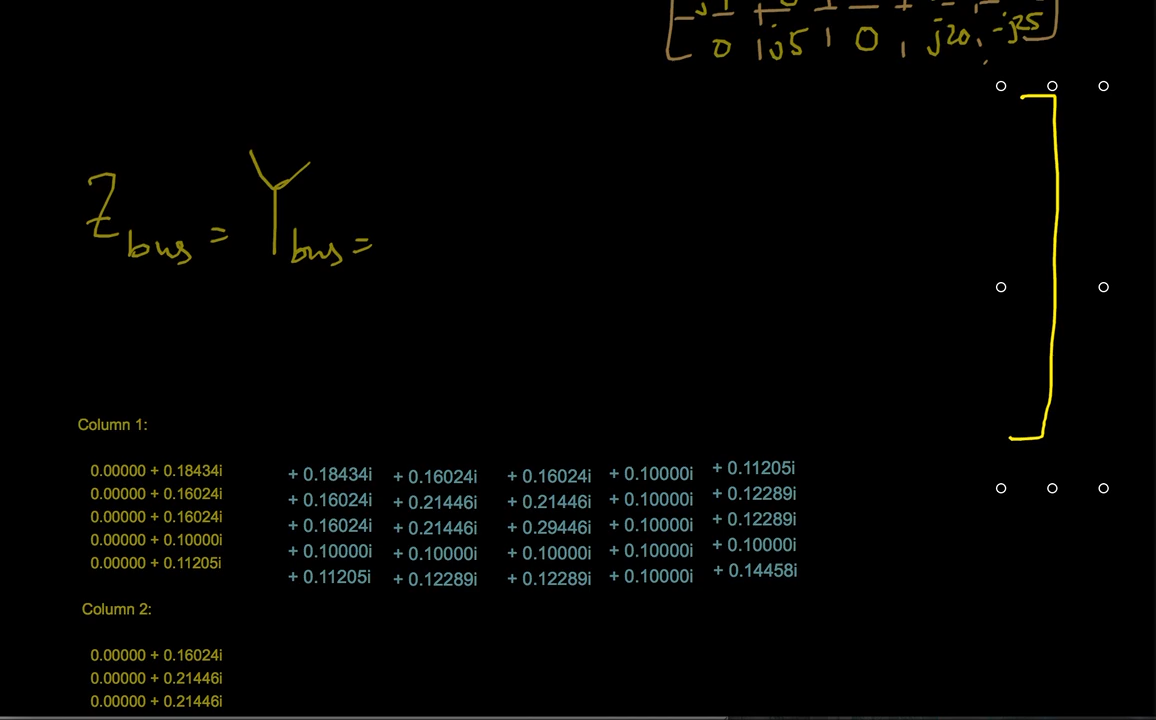 0 | j5 | 0 | j20 | -j25
Z bus = Y bus =
Column 1:
0.00000 + 0.18434i
0.00000 + 0.16024i
0.00000 + 0.16024i
0.00000 + 0.10000i
0.00000 + 0.11205i
+ 0.18434i + 0.16024i + 0.16024i + 0.10000i + 0.11205i
+ 0.16024i + 0.21446i + 0.21446i + 0.10000i + 0.12289i
+ 0.16024i + 0.21446i + 0.29446i + 0.10000i + 0.12289i
+ 0.10000i + 0.10000i + 0.10000i + 0.10000i + 0.10000i
+ 0.11205i + 0.12289i + 0.12289i + 0.10000i + 0.14458i
Column 2:
0.00000 + 0.16024i
0.00000 + 0.21446i
0.00000 + 0.21446i